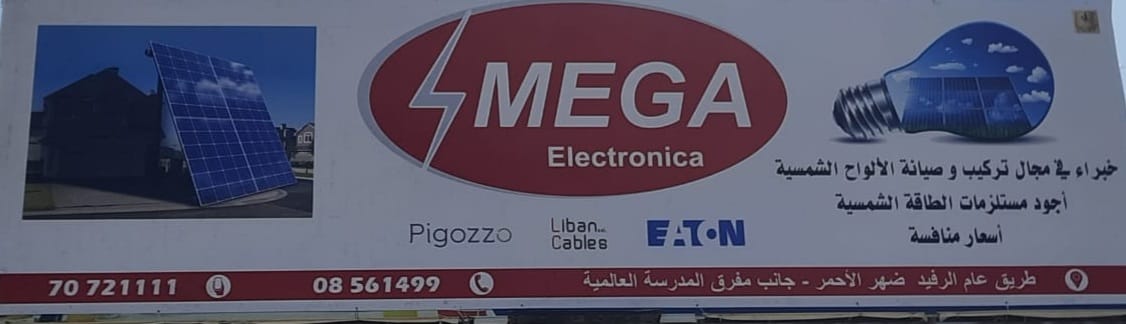 MEGA
Electronica
خبراء في مجال تركيب و صيانة الألواح الشمسية
أجود مستلزمات الطاقة الشمسية
أسعار منافسة
Pigozzo
Liban
Cables
EATON
طريق عام الرفيد ضهر الأحمر - جانب مفرق المدرسة العالمية
08 561499
70 721111